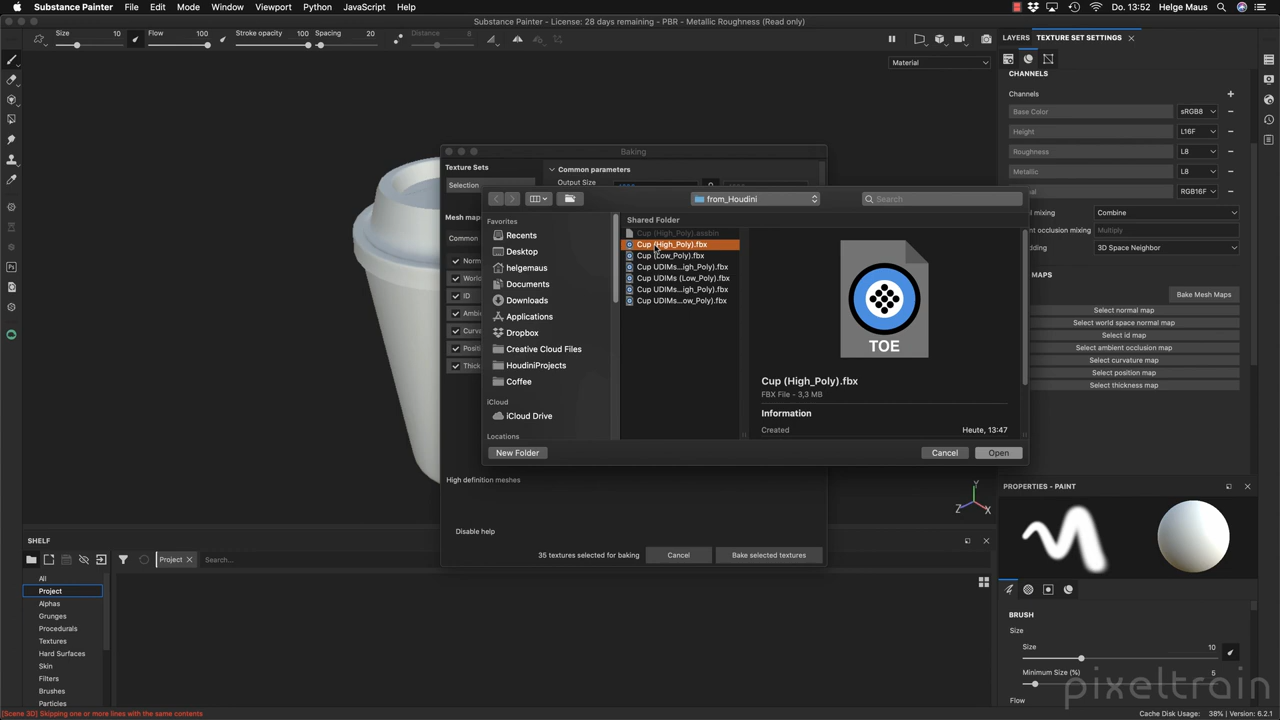 Substance Painter File Edit Mode Window Viewport Python JavaScript Help
Do. 13:52 Helge Maus
Substance Painter - License: 28 days remaining - PBR - Metallic Roughness (Read only)
Size 10 Flow 100 Stroke opacity 100 Spacing 20 Distance 8
Material
LAYERS TEXTURE SET SETTINGS
CHANNELS
Channels
Base Color sRGB8
Height L16F
Roughness L8
Metallic L8
RGB16F
Combine
Multiply
3D Space Neighbor
Bake Mesh Maps
Select normal map
Select world space normal map
Select id map
Select ambient occlusion map
Select curvature map
Select position map
Select thickness map
Baking
Texture Sets
Selection
Common parameters
Output Size
Common
ID
from_Houdini
Search
Favorites
Recents
Desktop
helgemaus
Documents
Downloads
Applications
Dropbox
Creative Cloud Files
HoudiniProjects
Coffee
iCloud
iCloud Drive
Locations
Shared Folder
Cup (High_Poly).assbin
Cup (High_Poly).fbx
Cup (Low_Poly).fbx
Cup UDIMs...igh_Poly).fbx
Cup UDIMs (Low_Poly).fbx
Cup UDIMs...igh_Poly).fbx
Cup UDIMs...ow_Poly).fbx
TOE
Cup (High_Poly).fbx
FBX File - 3,3 MB
Information
Created Heute, 13:47
New Folder Cancel Open
High definition meshes
Disable help
35 textures selected for baking Cancel Bake selected textures
SHELF
Project Search...
All
Project
Alphas
Grunges
Procedurals
Textures
Hard Surfaces
Skin
Filters
Brushes
Particles
PROPERTIES - PAINT
BRUSH
Size
Size 10
Minimum Size (%) 5
Flow
pixeltrain
[Scene 3D] Skipping one or more lines with the same contents
Cache Disk Usage: 38% | Version: 6.2.1